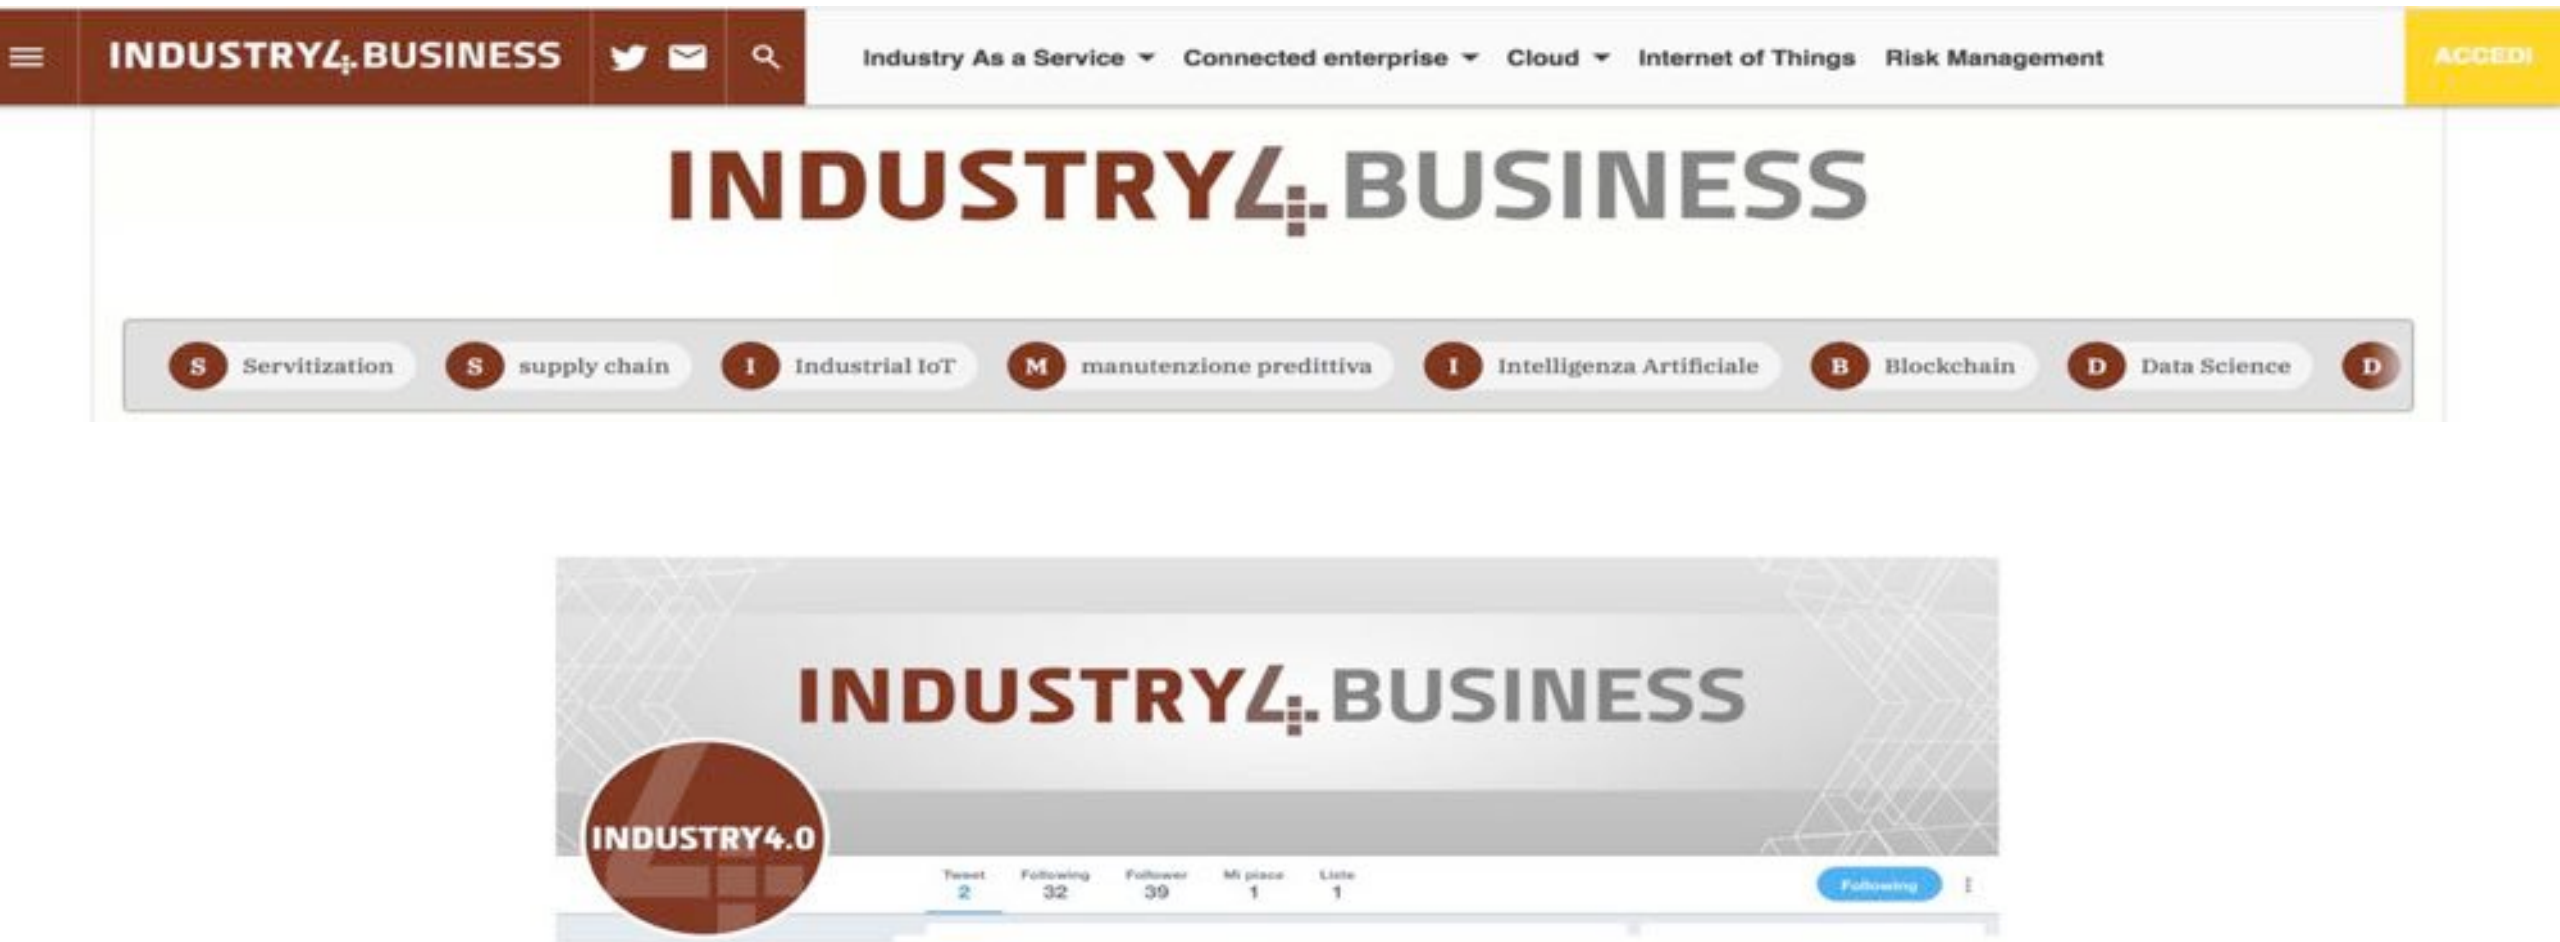 INDUSTRY4.BUSINESS Industry As a Service Connected enterprise Cloud Internet of Things Risk Management ACCEDI
INDUSTRY4.BUSINESS
S Servitization S supply chain I Industrial IoT M manutenzione predittiva I Intelligenza Artificiale B Blockchain D Data Science D
INDUSTRY4.BUSINESS
INDUSTRY4.0
Tweet Following Follower Mi piace Liste
2 32 39 1 1
Following